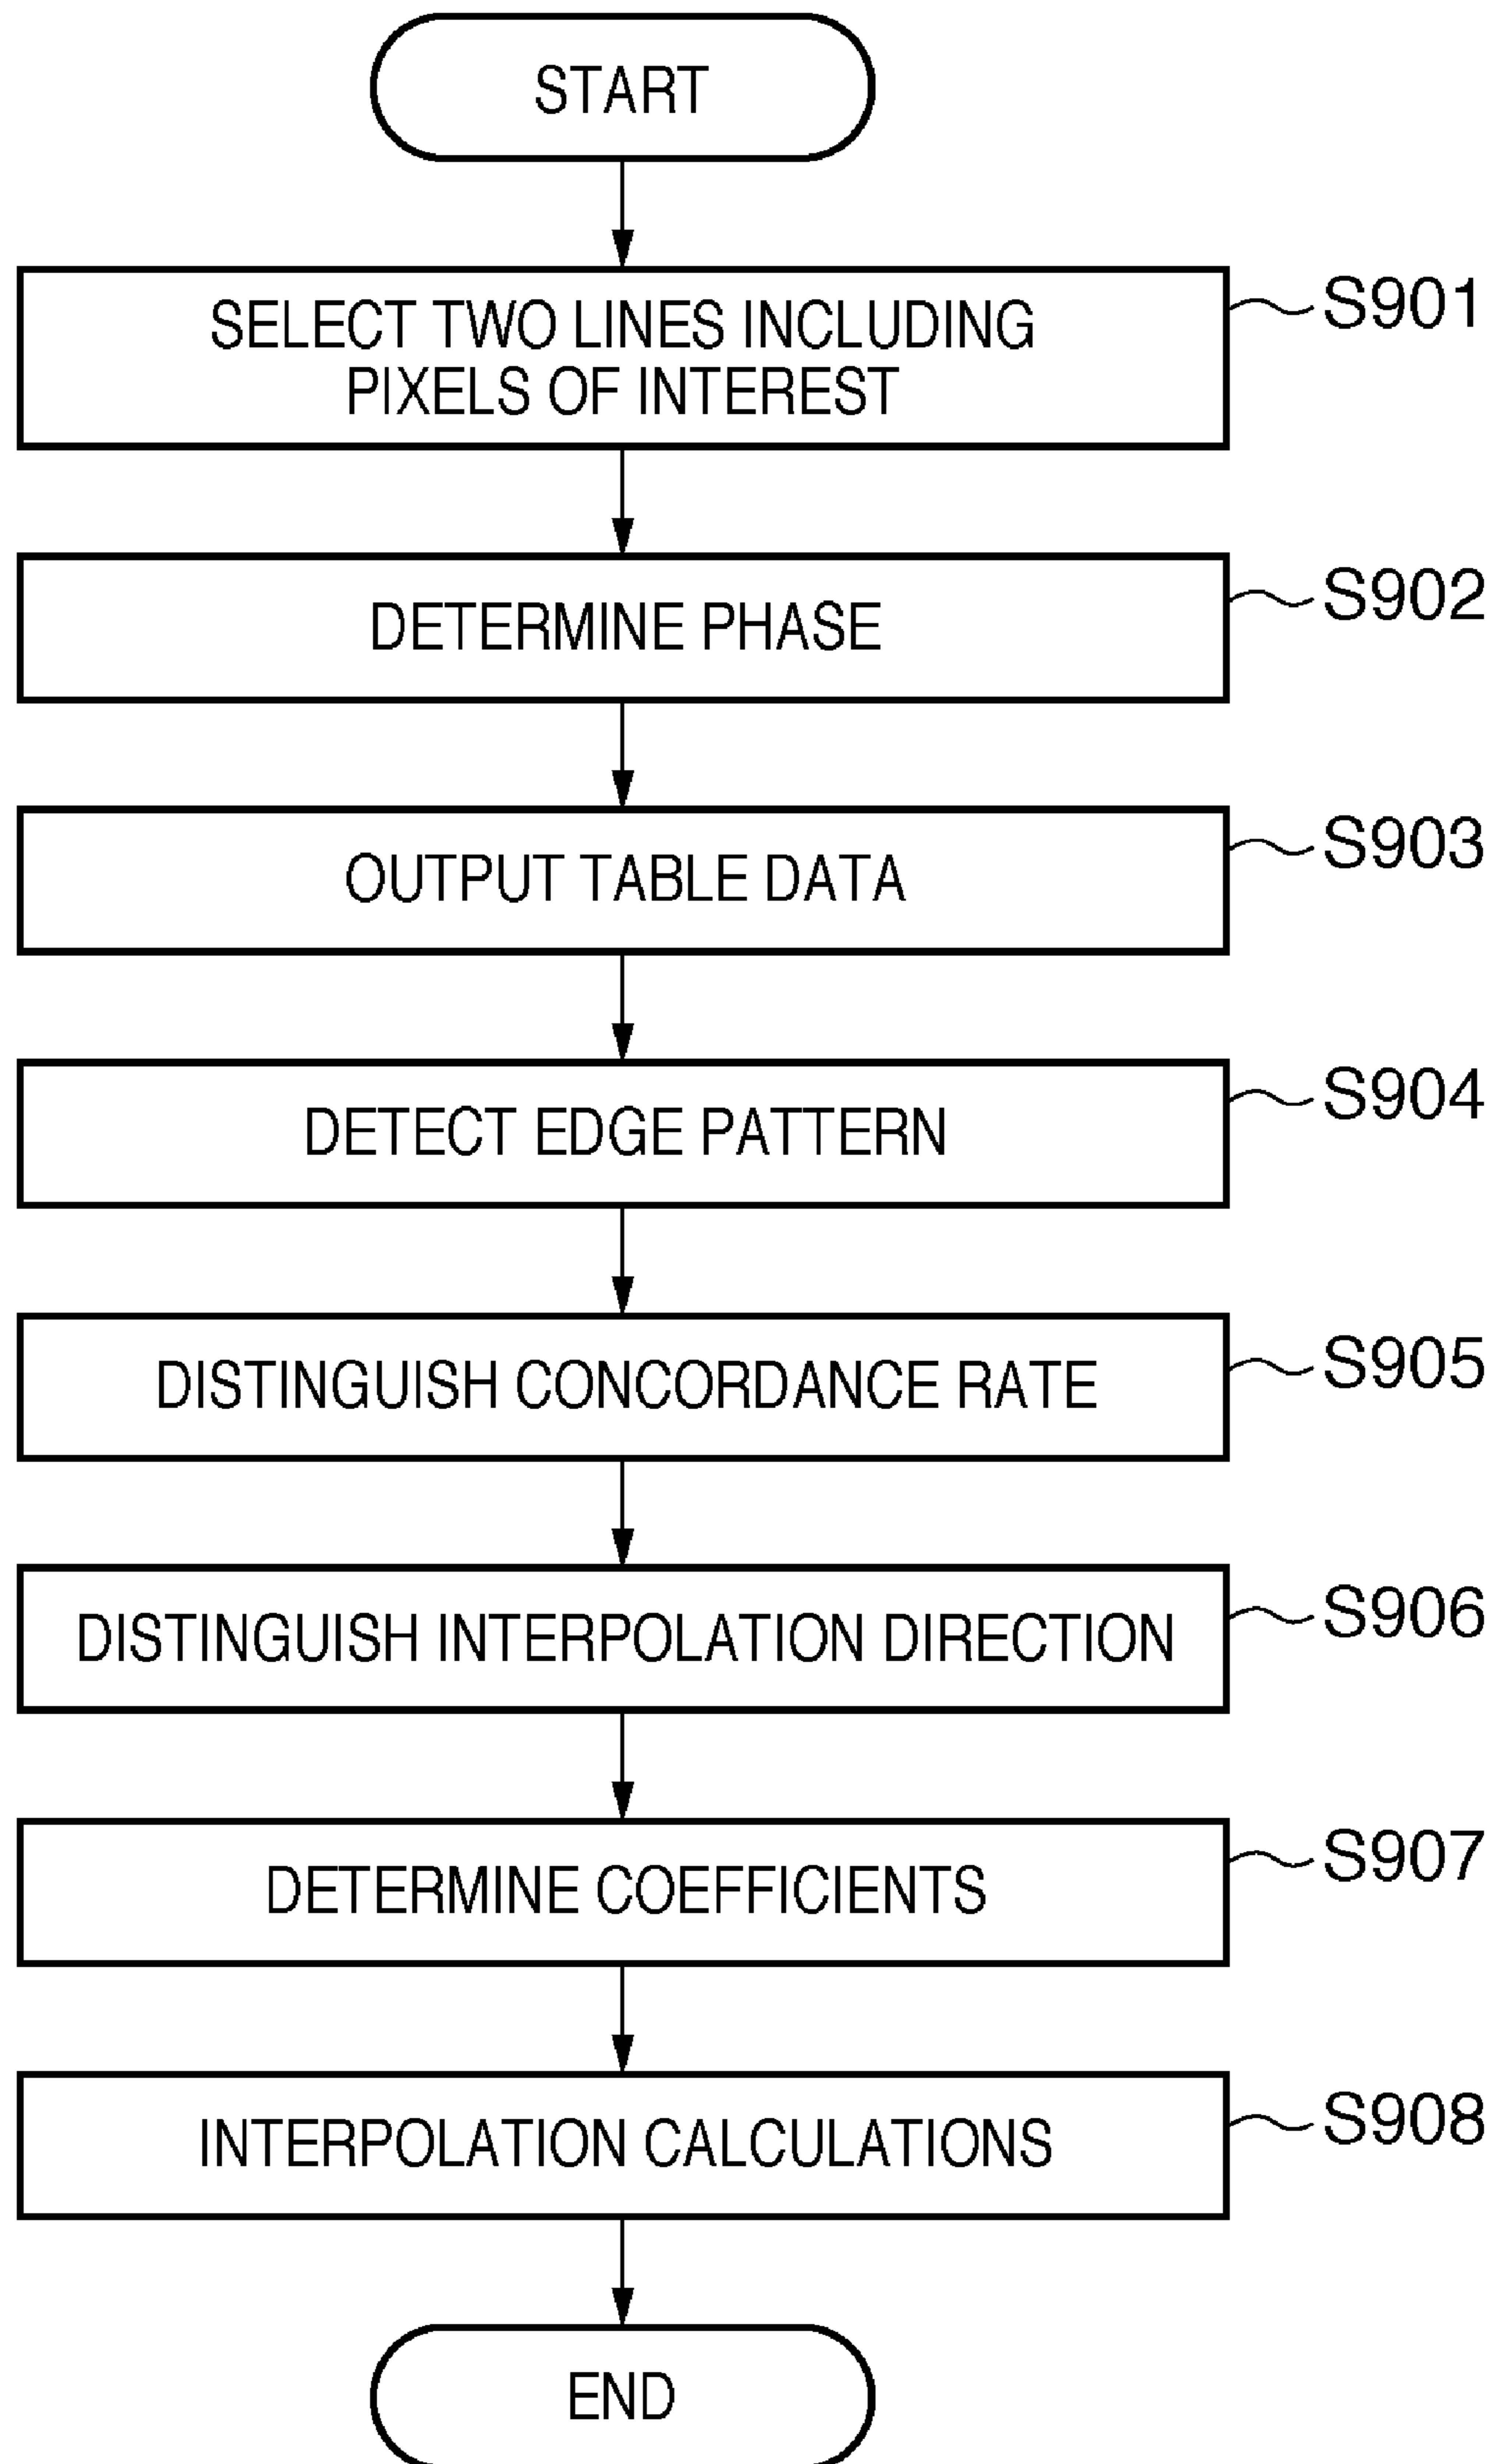 START
SELECT TWO LINES INCLUDING
PIXELS OF INTEREST
S901
DETERMINE PHASE
S902
OUTPUT TABLE DATA
S903
DETECT EDGE PATTERN
S904
DISTINGUISH CONCORDANCE RATE
S905
DISTINGUISH INTERPOLATION DIRECTION
S906
DETERMINE COEFFICIENTS
S907
INTERPOLATION CALCULATIONS
S908
END